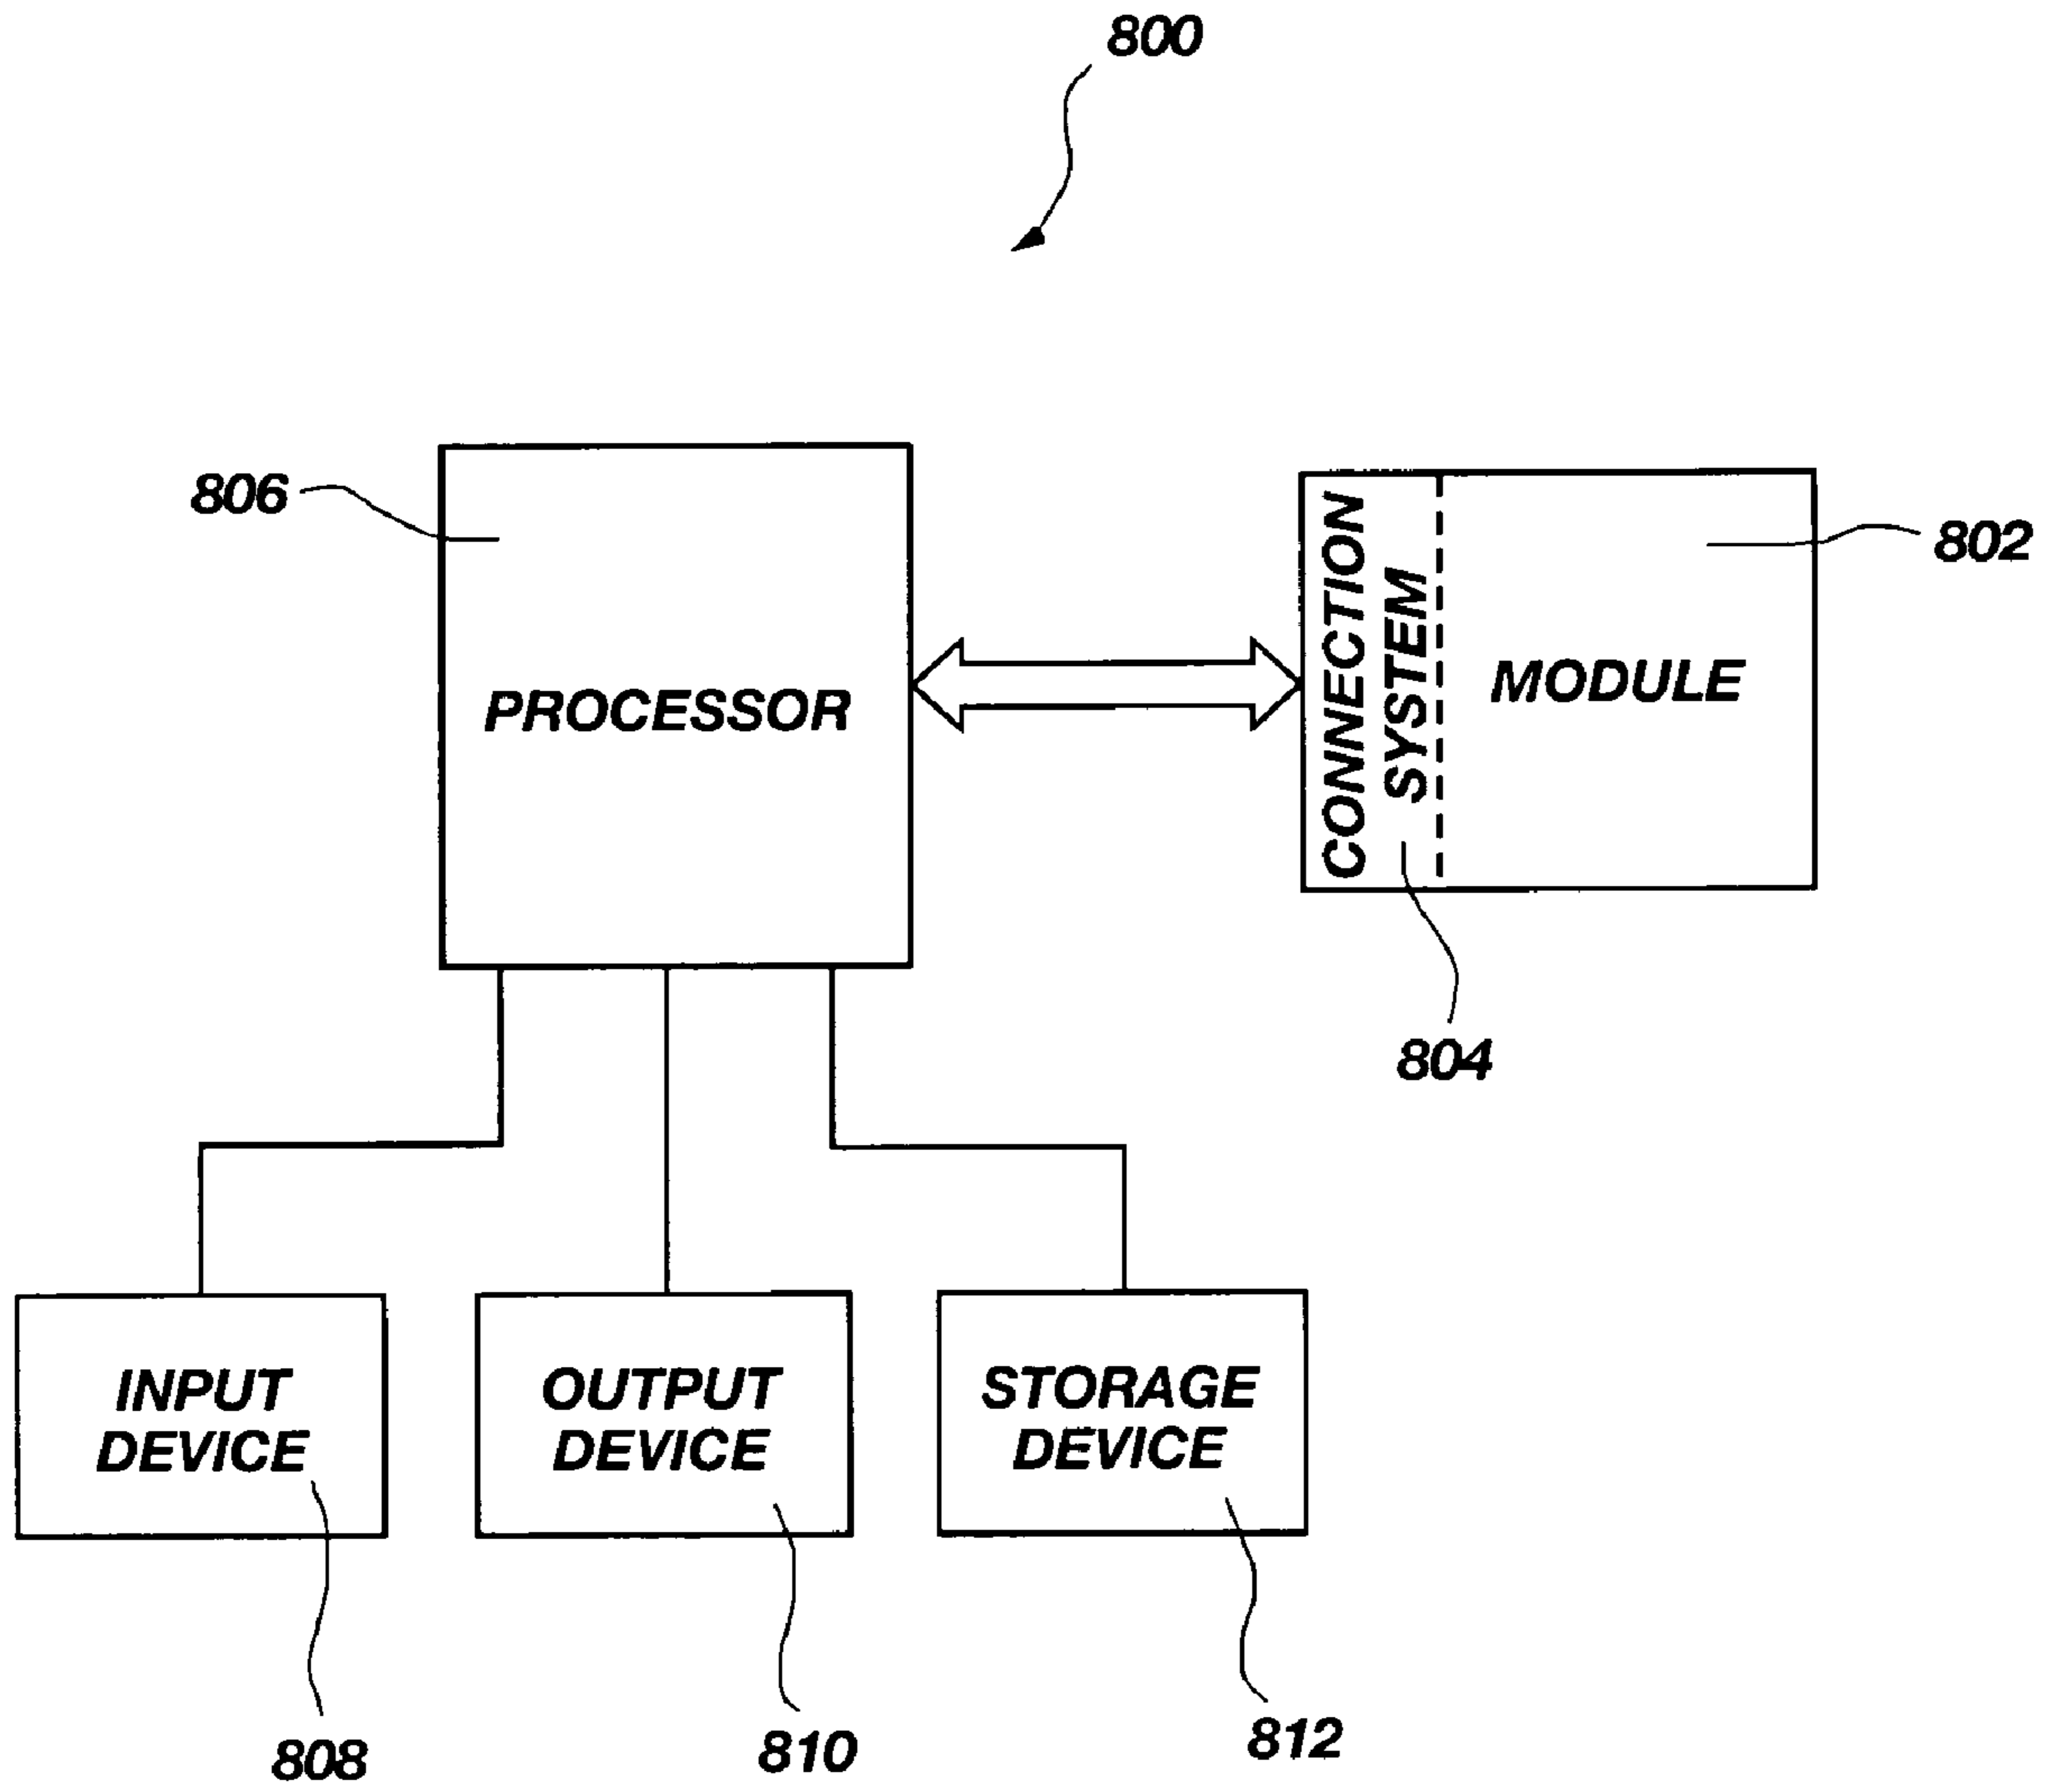 800
806
802
CONNECTION
SYSTEM
MODULE
PROCESSOR
804
INPUT
DEVICE
OUTPUT
DEVICE
STORAGE
DEVICE
808
810
812